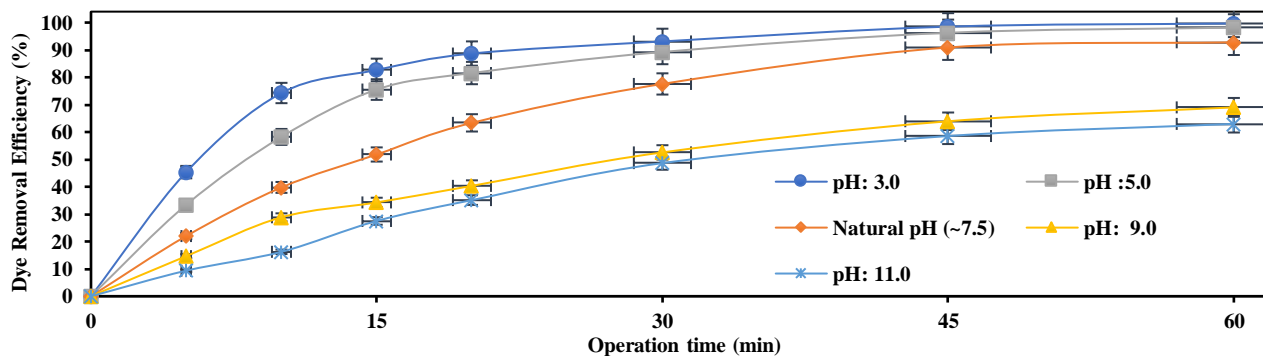 Dye Removal Efficiency (%)
100
90
80
70
60
50
40
30
20
10
0
0 15 30 45 60
Operation time (min)
pH: 3.0 pH :5.0
Natural pH (~7.5) pH: 9.0
pH: 11.0